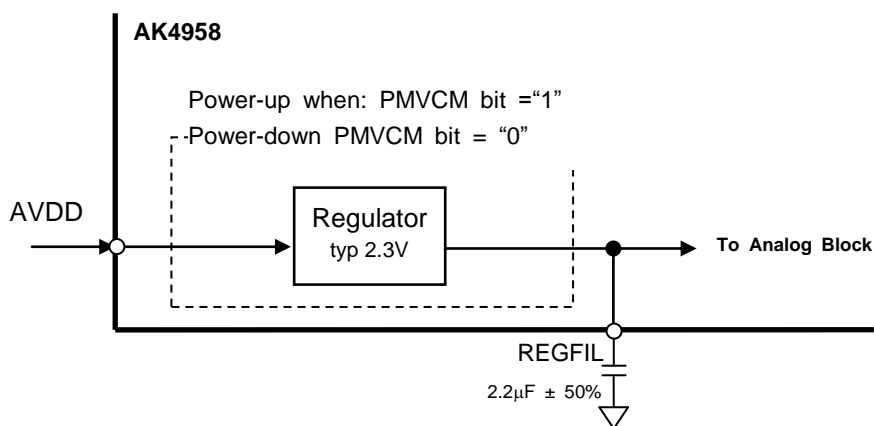 AK4958
Power-up when: PMVCM bit =“1”
Power-down PMVCM bit = “0”
AVDD
Regulator
typ 2.3V
To Analog Block
REGFIL
2.2μF ± 50%